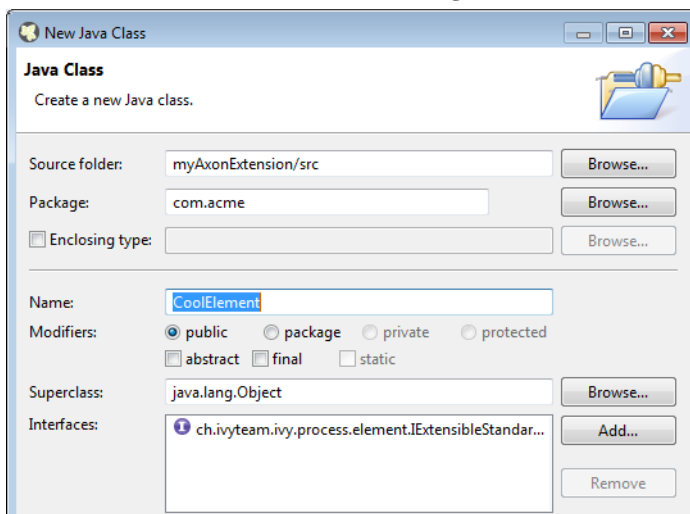 New Java Class
Java Class
Create a new Java class.
Source folder: myAxonExtension/src Browse...
Package: com.acme Browse...
Enclosing type: Browse...
Name: CoolElement
Modifiers: public package private protected
abstract final static
Superclass: java.lang.Object Browse...
Interfaces: ch.ivyteam.ivy.process.element.IExtensibleStandar... Add...
Remove